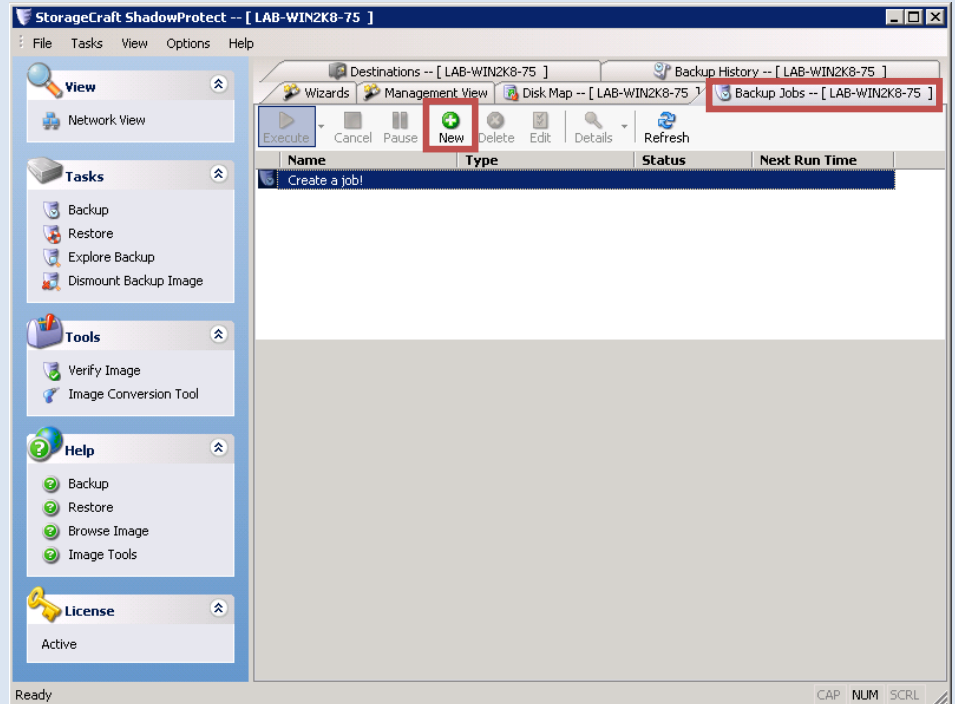 StorageCraft ShadowProtect -- [ LAB-WIN2K8-75 ]
File Tasks View Options Help
View
Network View
Tasks
Backup
Restore
Explore Backup
Dismount Backup Image
Tools
Verify Image
Image Conversion Tool
Help
Backup
Restore
Browse Image
Image Tools
License
Active
Destinations -- [ LAB-WIN2K8-75 ] Backup History -- [ LAB-WIN2K8-75 ]
Wizards Management View Disk Map -- [ LAB-WIN2K8-75 ] Backup Jobs -- [ LAB-WIN2K8-75 ]
Execute Cancel Pause New Delete Edit Details Refresh
Name Type Status Next Run Time
Create a job!
Ready CAP NUM SCRL